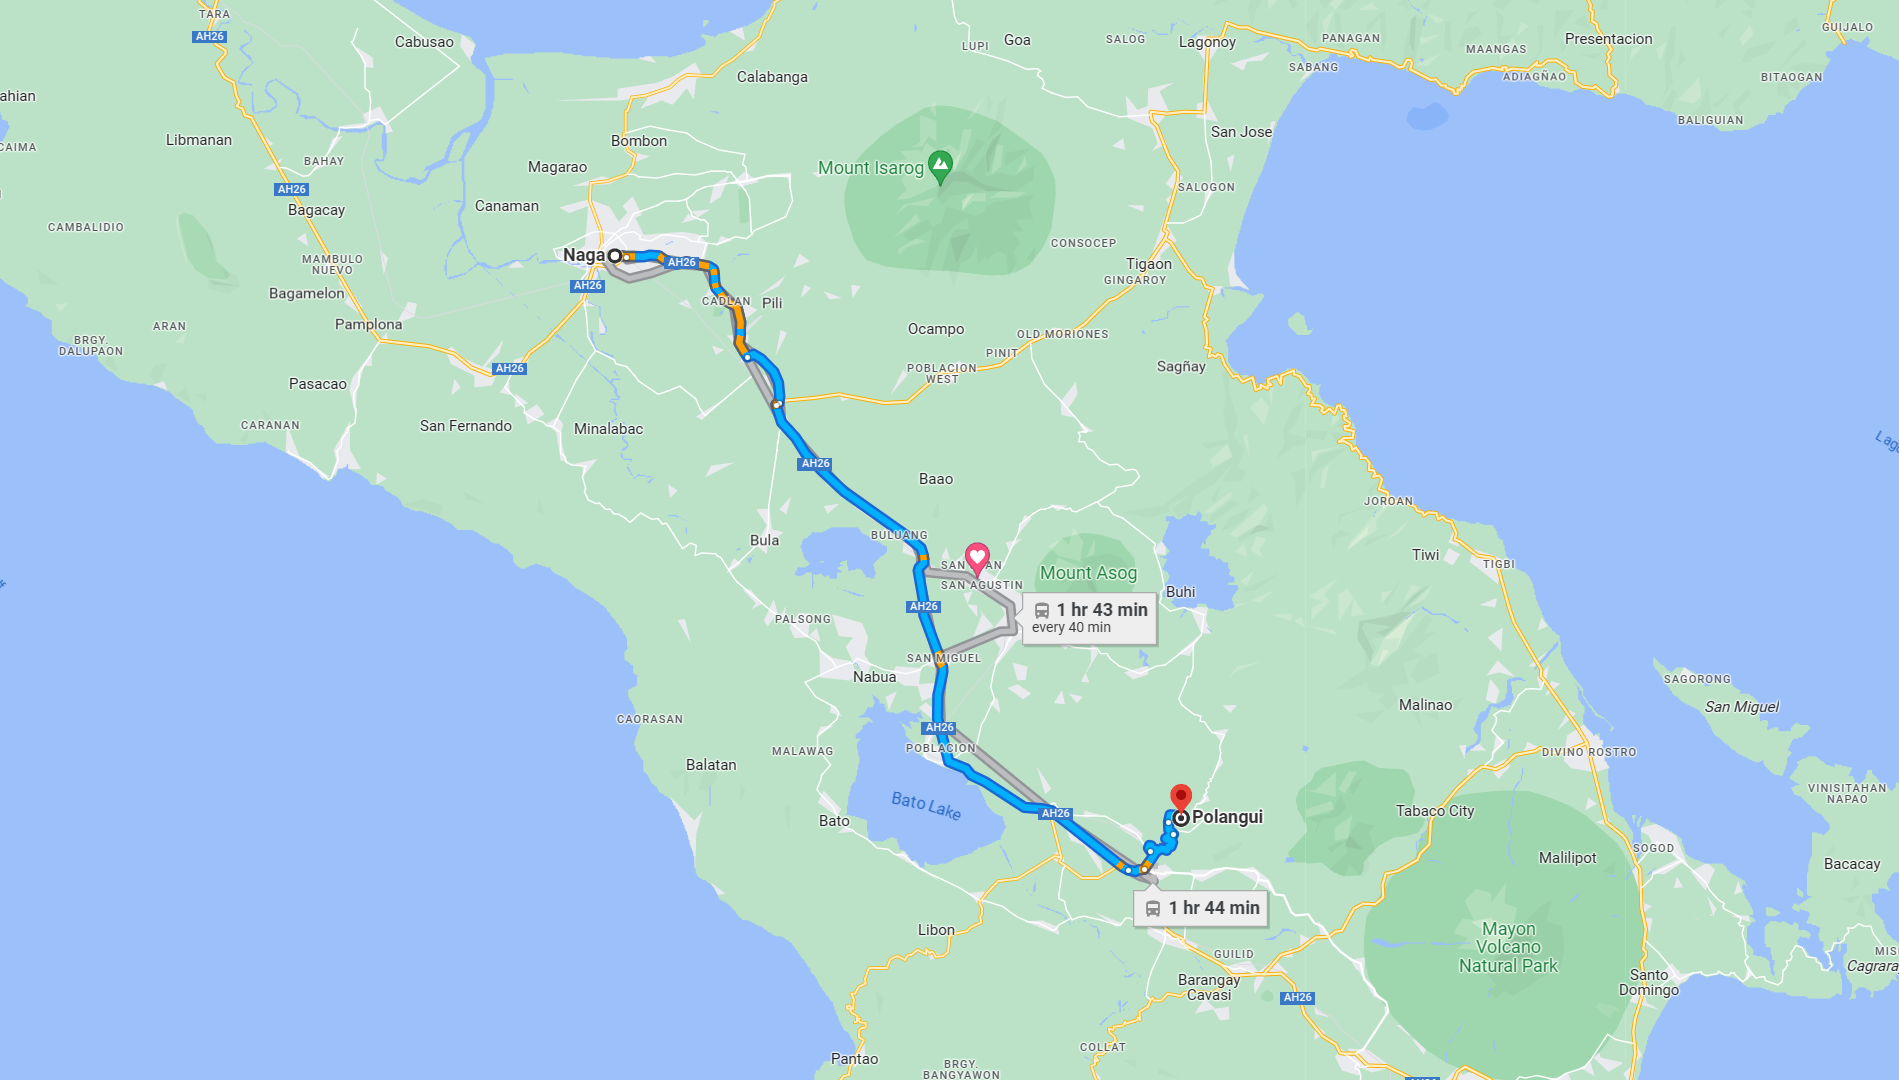 TARA
AH26
Cabusao
LUPI
Goa
SALOG
Lagonoy
PANAGAN
MAANGAS
Presentacion
GUIJALO
SABANG
ADIAGÑAO
BITAOGAN
Calabanga
ahian
Libmanan
CAIMA
BAHAY
Bombon
Magarao
Mount Isarog
San Jose
BALIGUIAN
AH26
Bagacay
Canaman
SALOGON
CAMBALIDIO
CONSOCEP
MAMBULO
NUEVO
Naga
AH26
Tigaon
GINGAROY
AH26
Bagamelon
CADLAN
Pili
ARAN
Pamplona
Ocampo
OLD MORIONES
BRGY.
DALUPAON
PINIT
AH26
POBLACION
WEST
Sagñay
Pasacao
CARANAN
San Fernando
Minalabac
AH26
Baao
JOROAN
BULUANG
Bula
Tiwi
TIGBI
SAN AGUSTIN
Mount Asog
Buhi
AH26
1 hr 43 min
every 40 min
PALSONG
SAN MIGUEL
Nabua
SAGORONG
San Miguel
Malinao
CAORASAN
AH26
POBLACION
MALAWAG
DIVINO ROSTRO
Balatan
VINISITAHAN
NAPAO
Bato Lake
AH26
Bato
Polangui
Tabaco City
SOGOD
Malilipot
Bacacay
1 hr 44 min
Libon
Mayon
Volcano
Natural Park
GUILID
Barangay
Cavasi
AH26
Santo
Domingo
COLLAT
Pantao
BRGY.
BANGYAWON